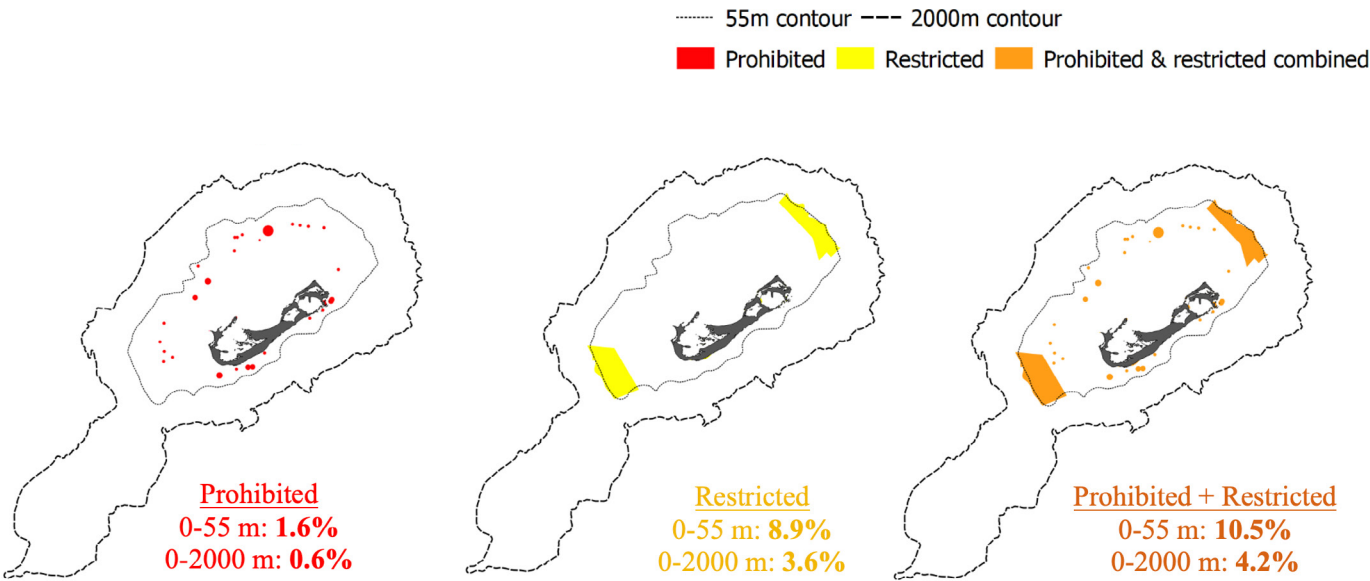 55m contour 2000m contour
Prohibited Restricted Prohibited & restricted combined
Prohibited
0-55 m: 1.6%
0-2000 m: 0.6%
Restricted
0-55 m: 8.9%
0-2000 m: 3.6%
Prohibited + Restricted
0-55 m: 10.5%
0-2000 m: 4.2%